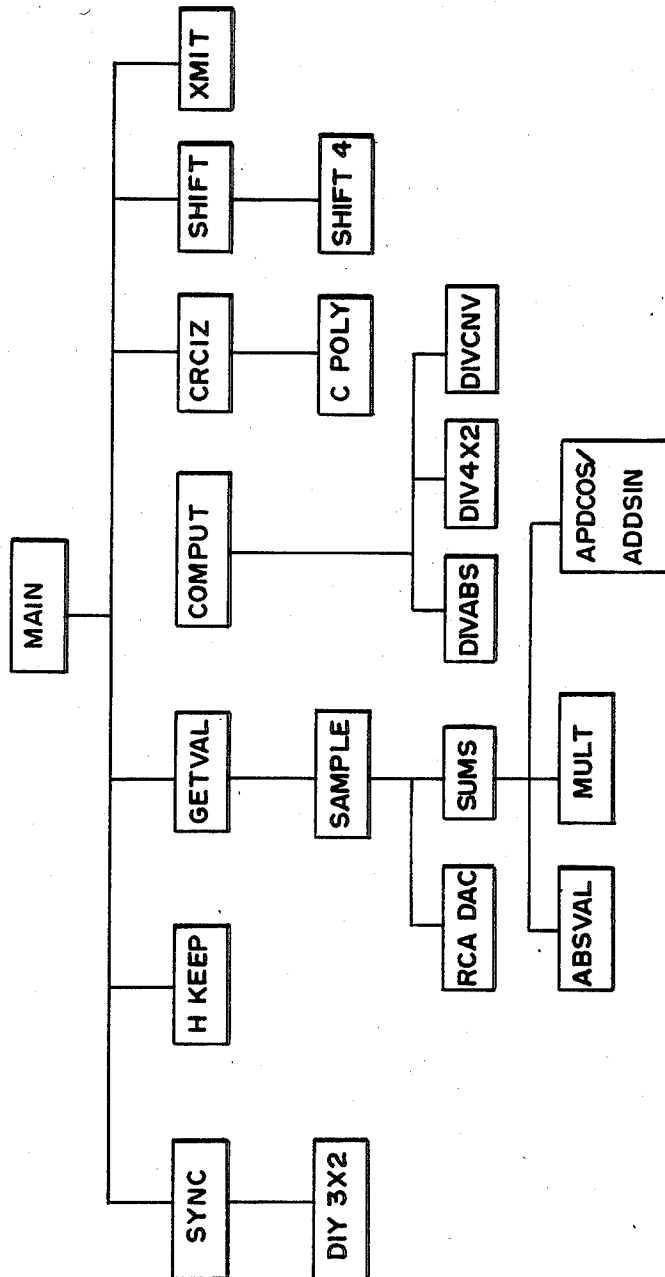 MAIN
SYNC
H KEEP
GETVAL
COMPUT
CRCIZ
SHIFT
XMIT
DIY 3X2
SAMPLE
C POLY
SHIFT 4
RCA DAC
SUMS
DIVABS
DIV4X2
DIVCNV
ABSVAL
MULT
APDCOS/
ADDSIN